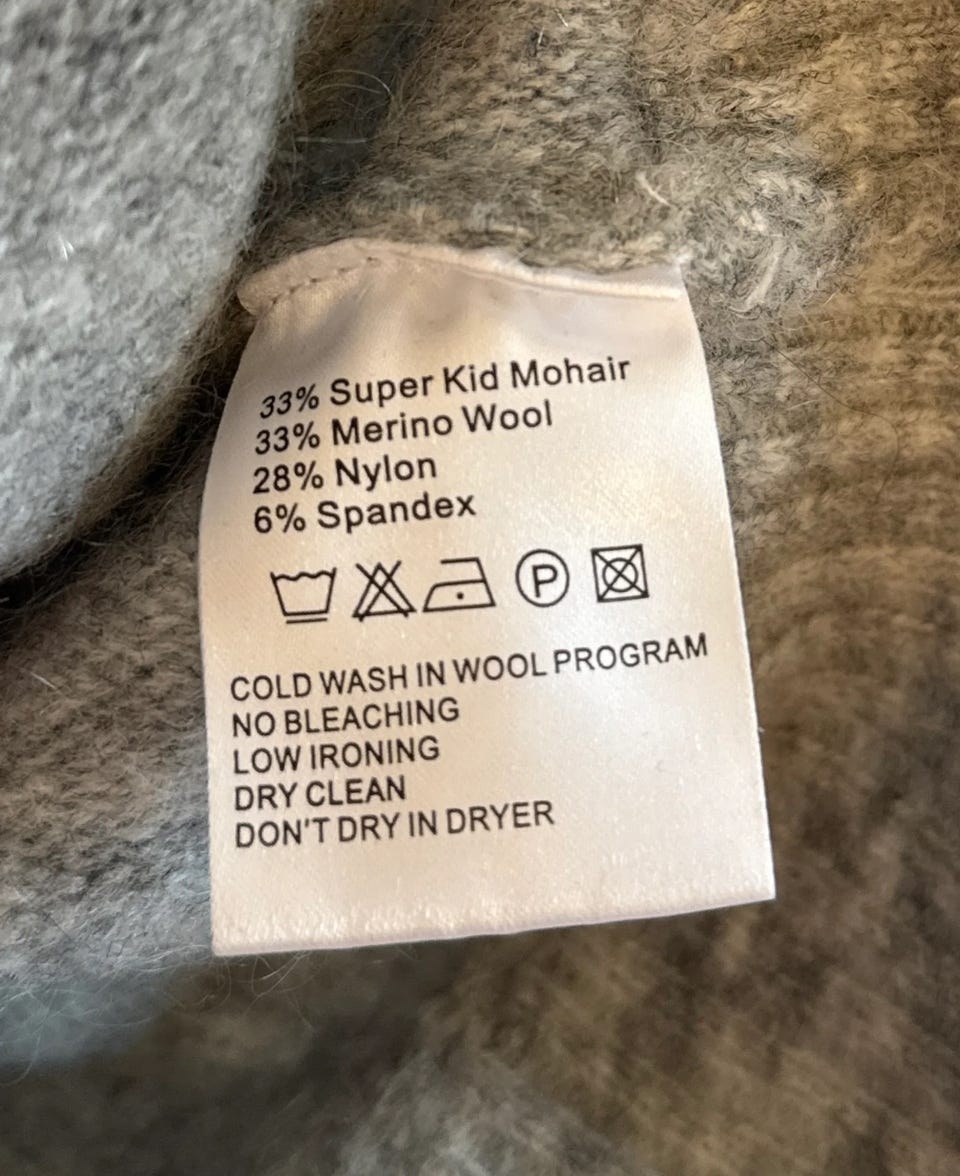 33% Super Kid Mohair
33% Merino Wool
28% Nylon
6% Spandex
P
COLD WASH IN WOOL PROGRAM
NO BLEACHING
LOW IRONING
DRY CLEAN
DON'T DRY IN DRYER